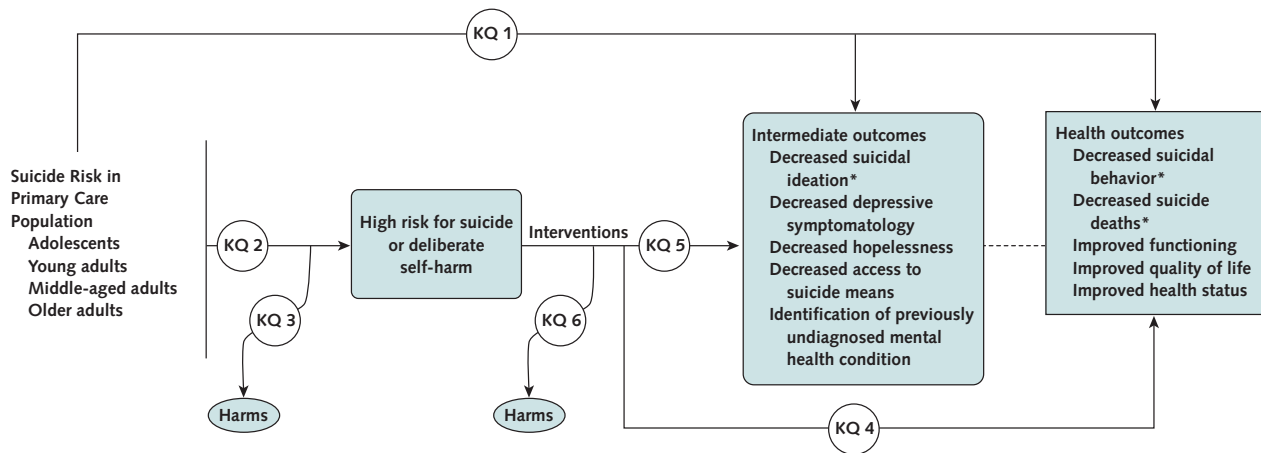 KQ 1
Suicide Risk in
Primary Care
Population
Adolescents
Young adults
Middle-aged adults
Older adults
KQ 2
KQ 3
Harms
High risk for suicide
or deliberate
self-harm
Interventions
KQ 6
Harms
KQ 5
KQ 4
Intermediate outcomes
Decreased suicidal
ideation*
Decreased depressive
symptomatology
Decreased hopelessness
Decreased access to
suicide means
Identification of previously
undiagnosed mental
health condition
Health outcomes
Decreased suicidal
behavior*
Decreased suicide
deaths*
Improved functioning
Improved quality of life
Improved health status